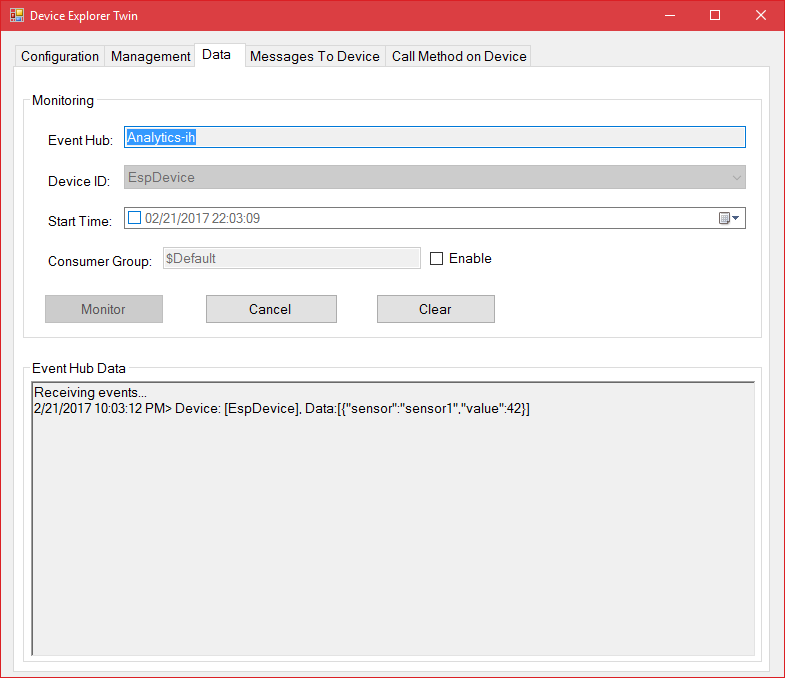 Device Explorer Twin
Configuration Management Data Messages To Device Call Method on Device
Monitoring
Event Hub: Analytics-ih
Device ID: EspDevice
Start Time: 02/21/2017 22:03:09
Consumer Group: $Default Enable
Monitor Cancel Clear
Event Hub Data
Receiving events...
2/21/2017 10:03:12 PM> Device: [EspDevice], Data:[{"sensor":"sensor1","value":42}]